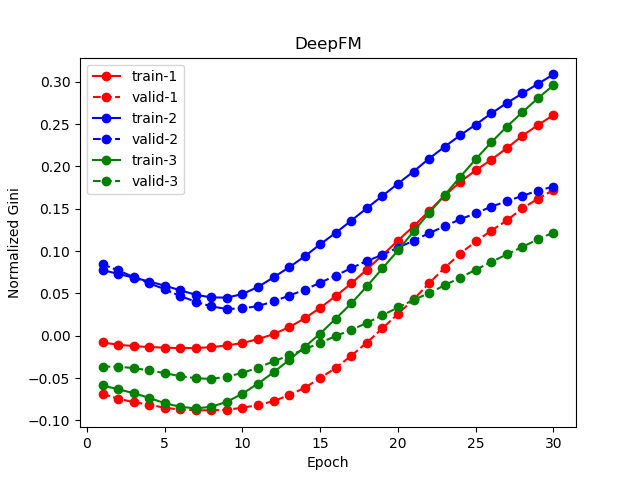 DeepFM
train-1
valid-1
train-2
valid-2
train-3
valid-3
Normalized Gini
0.30
0.25
0.20
0.15
0.10
0.05
0.00
−0.05
−0.10
0 5 10 15 20 25 30
Epoch